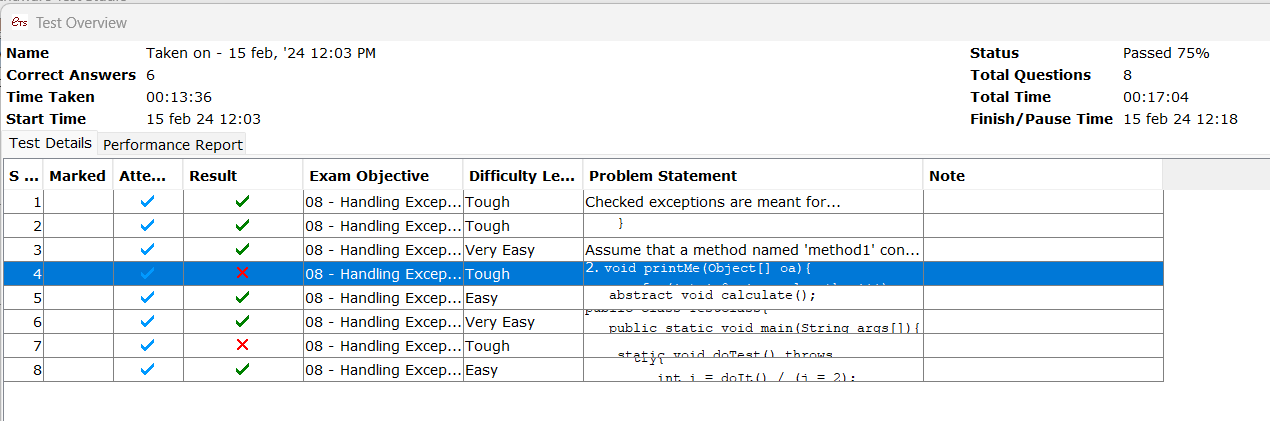 ETS Test Overview
Name Taken on - 15 feb, '24 12:03 PM Status Passed 75%
Correct Answers 6 Total Questions 8
Time Taken 00:13:36 Total Time 00:17:04
Start Time 15 feb 24 12:03 Finish/Pause Time 15 feb 24 12:18
Test Details Performance Report
S ... Marked Atte... Result Exam Objective Difficulty Le... Problem Statement Note
1 08 - Handling Excep... Tough Checked exceptions are meant for...
2 08 - Handling Excep... Tough }
3 08 - Handling Excep... Very Easy Assume that a method named 'method1' con...
4 08 - Handling Excep... Tough 2. void printMe(Object[] oa){
5 08 - Handling Excep... Easy abstract void calculate();
6 08 - Handling Excep... Very Easy public class TestClass{
public static void main(String args[]){
7 08 - Handling Excep... Tough static void doTest() throws
8 08 - Handling Excep... Easy try{
int i = doIt() / (j = 2);